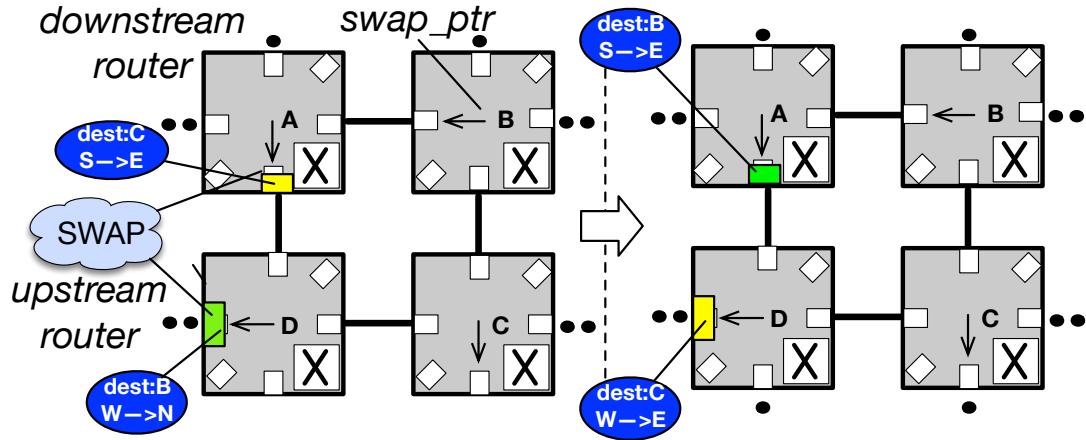 downstream
router
swap_ptr
dest:B
S—>E
A
B
A
B
dest:C
S—>E
X
X
X
X
SWAP
upstream
router
D
C
D
C
X
X
X
X
dest:B
W—>N
dest:C
W—>E